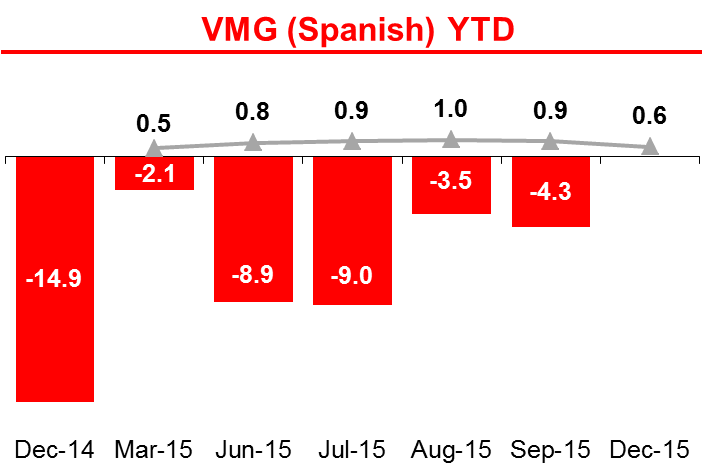 VMG (Spanish) YTD
0.5 0.8 0.9 1.0 0.9 0.6
-14.9 -2.1 -8.9 -9.0 -3.5 -4.3
Dec-14 Mar-15 Jun-15 Jul-15 Aug-15 Sep-15 Dec-15